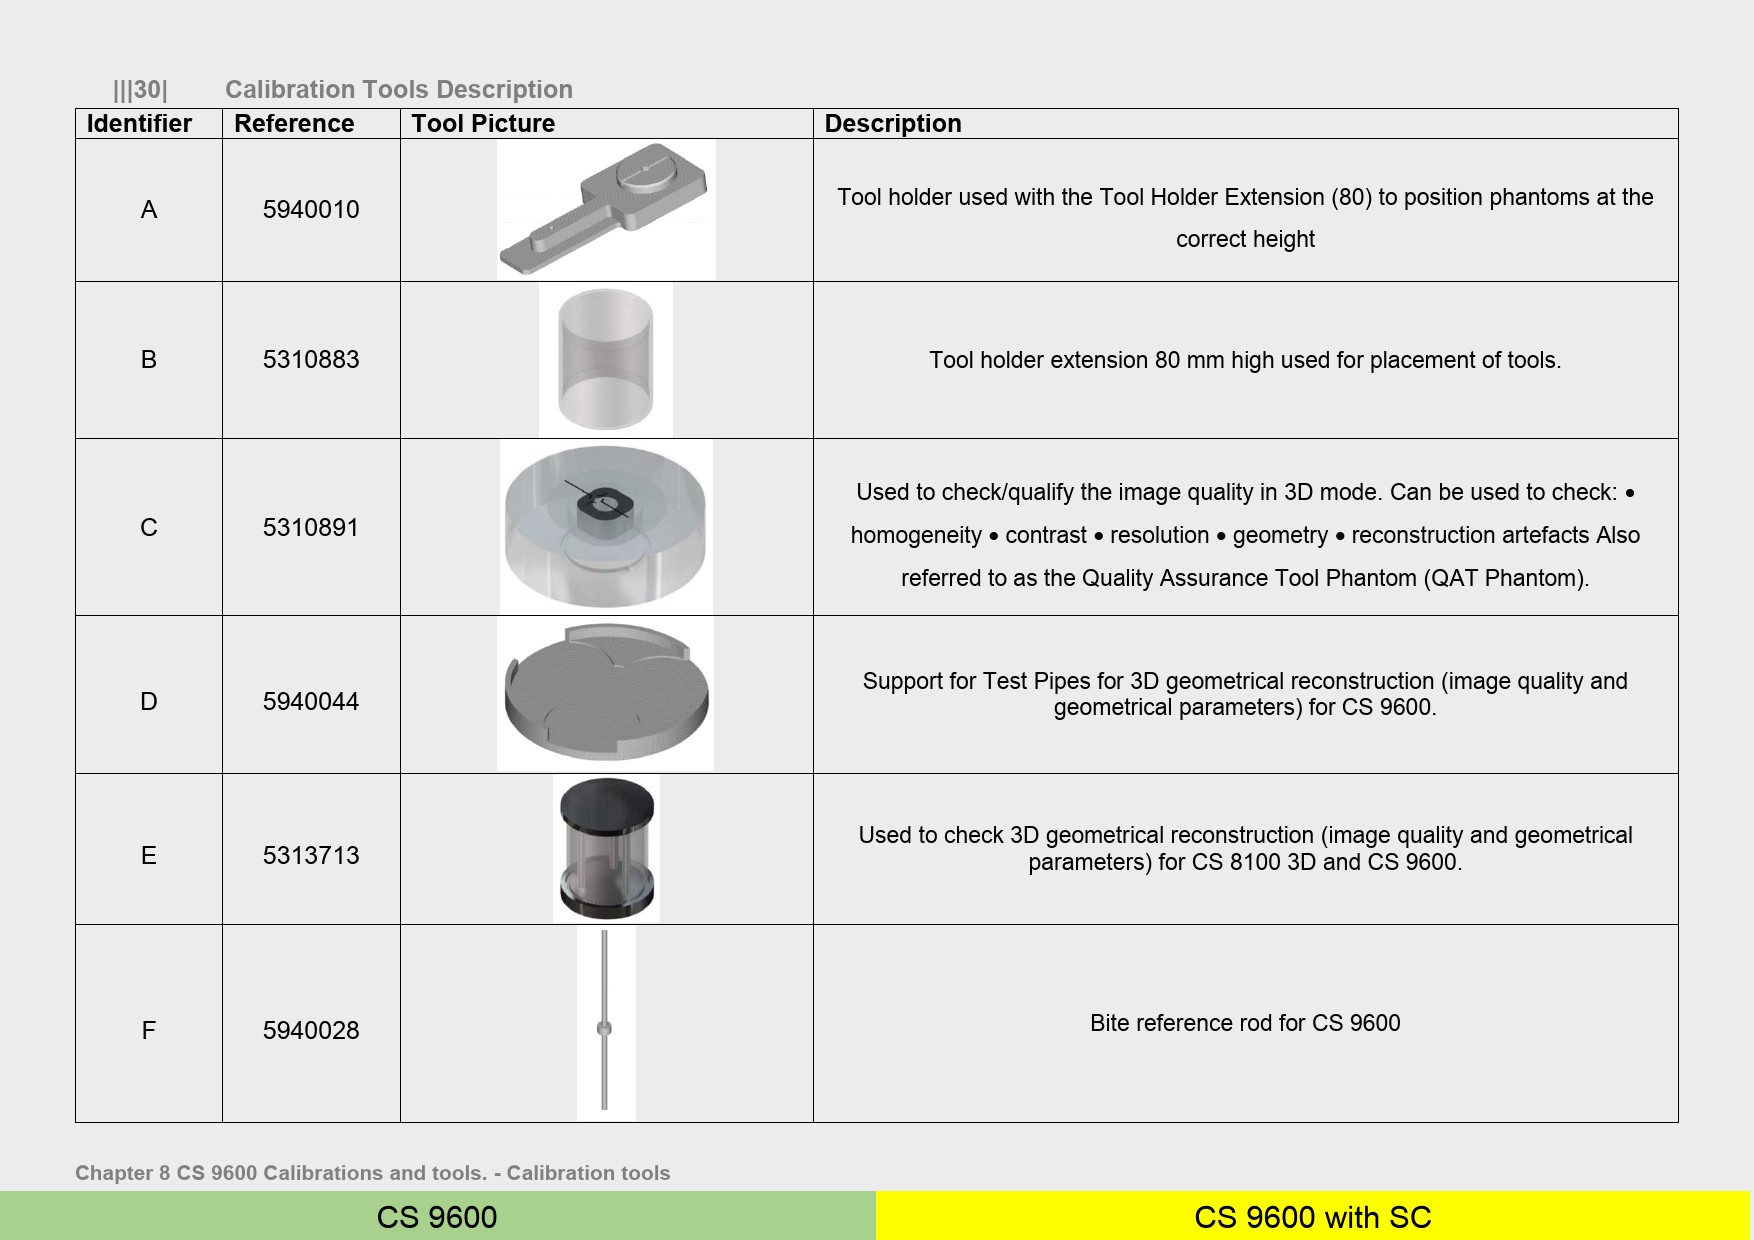 |||30| Calibration Tools Description
Identifier Reference Tool Picture Description
A 5940010 Tool holder used with the Tool Holder Extension (80) to position phantoms at the
correct height
B 5310883 Tool holder extension 80 mm high used for placement of tools.
C 5310891 Used to check/qualify the image quality in 3D mode. Can be used to check: •
homogeneity • contrast • resolution • geometry • reconstruction artefacts Also
referred to as the Quality Assurance Tool Phantom (QAT Phantom).
D 5940044 Support for Test Pipes for 3D geometrical reconstruction (image quality and
geometrical parameters) for CS 9600.
E 5313713 Used to check 3D geometrical reconstruction (image quality and geometrical
parameters) for CS 8100 3D and CS 9600.
F 5940028 Bite reference rod for CS 9600
Chapter 8 CS 9600 Calibrations and tools. - Calibration tools
CS 9600 CS 9600 with SC